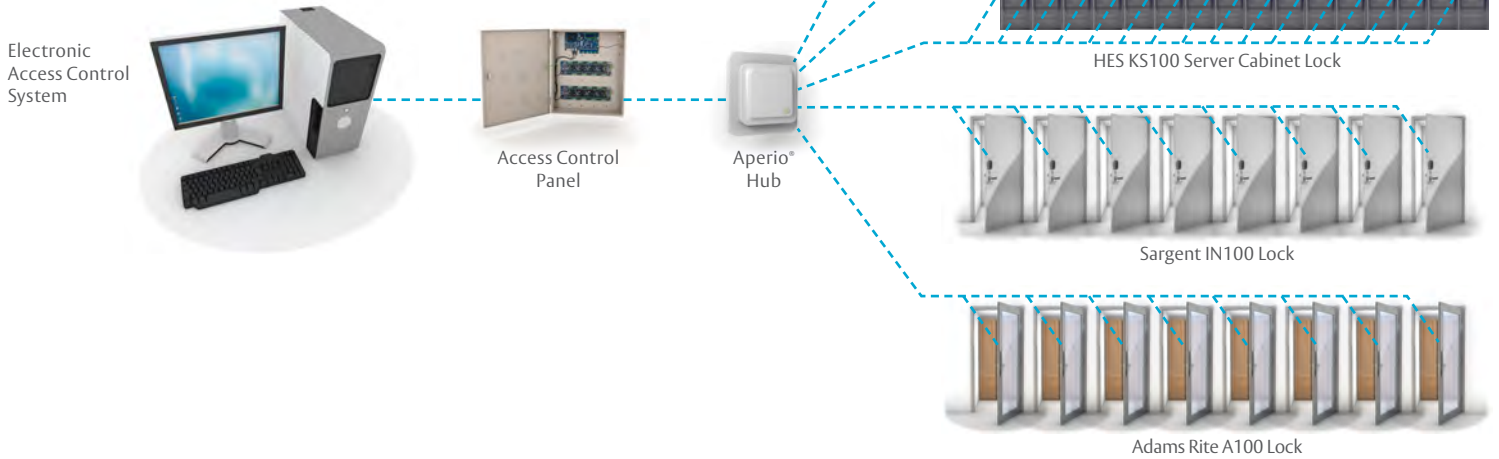 Electronic
Access Control
System
Access Control
Panel
Aperio®
Hub
HES KS100 Server Cabinet Lock
Sargent IN100 Lock
Adams Rite A100 Lock